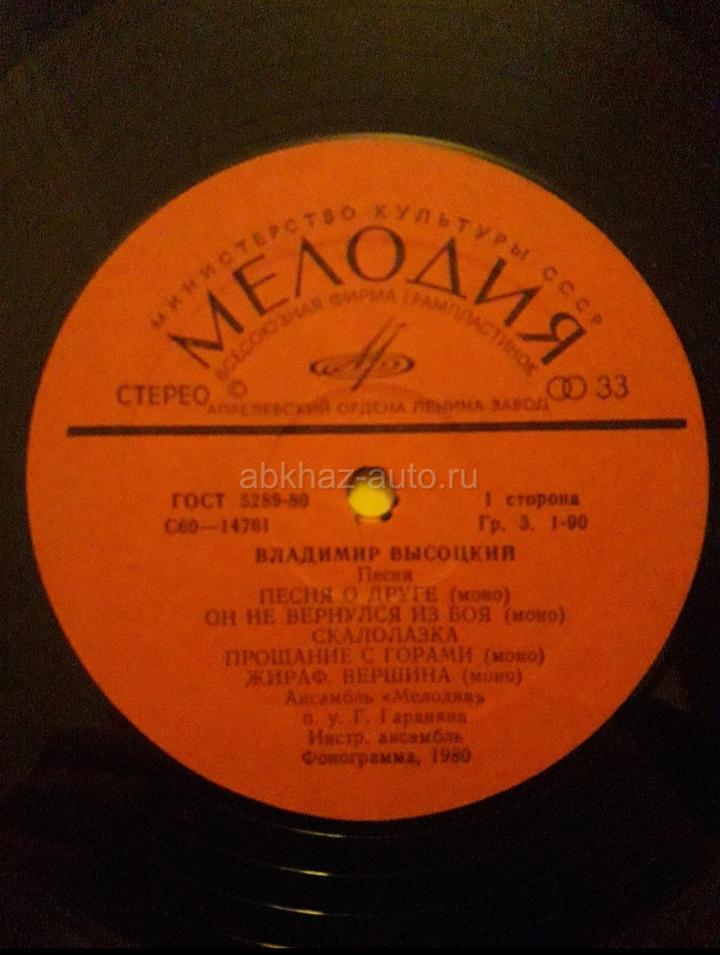 МИНИСТЕРСТВО КУЛЬТУРЫ СССР
МЕЛОДИЯ
ВСЕСОЮЗНАЯ ФИРМА ГРАМПЛАСТИНОК
СТЕРЕО
33
АПРЕЛЕВСКИЙ ОРДЕНА ЛЕНИНА ЗАВОД
abkhaz-auto.ru
ГОСТ 5289-80 1 сторона
С60—14761 Гр. 3. 1-90
ВЛАДИМИР ВЫСОЦКИЙ
Песни
ПЕСНЯ О ДРУГЕ (моно)
ОН НЕ ВЕРНУЛСЯ ИЗ БОЯ (моно)
СКАЛОЛАЗКА
ПРОЩАНИЕ С ГОРАМИ (моно)
ЖИРАФ. ВЕРШИНА (моно)
Ансамбль «Мелодия»
п. у. Г. Гараняна
Инстр. ансамбль
Фонограмма, 1980